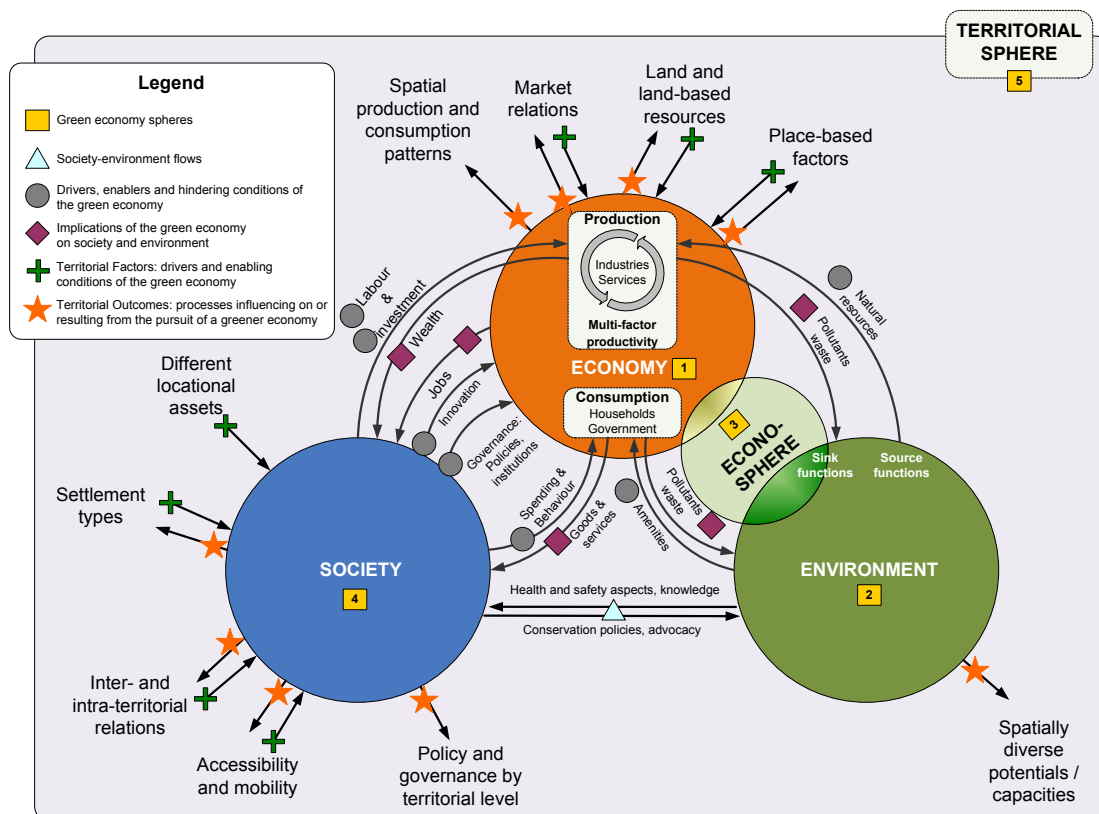 TERRITORIAL
SPHERE
5
Legend
Green economy spheres
Society-environment flows
Drivers, enablers and hindering conditions of
the green economy
Implications of the green economy
on society and environment
Territorial Factors: drivers and enabling
conditions of the green economy
Territorial Outcomes: processes influencing on or
resulting from the pursuit of a greener economy
Spatial
production and
consumption
patterns
Market
relations
Land and
land-based
resources
Place-based
factors
Production
Industries
Services
Multi-factor
productivity
ECONOMY
1
Consumption
Households
Government
Labour
&
investment
Wealth
Jobs
Innovation
Governance:
Policies,
institutions
Natural
resources
Pollutants
waste
3
ECONO-
SPHERE
Sink
functions
Source
functions
Spending &
Behaviour
Goods &
services
Amenities
Pollutants
waste
Different
locational
assets
Settlement
types
SOCIETY
4
Health and safety aspects, knowledge
Conservation policies, advocacy
ENVIRONMENT
2
Inter- and
intra-territorial
relations
Accessibility
and mobility
Policy and
governance by
territorial level
Spatially
diverse
potentials /
capacities